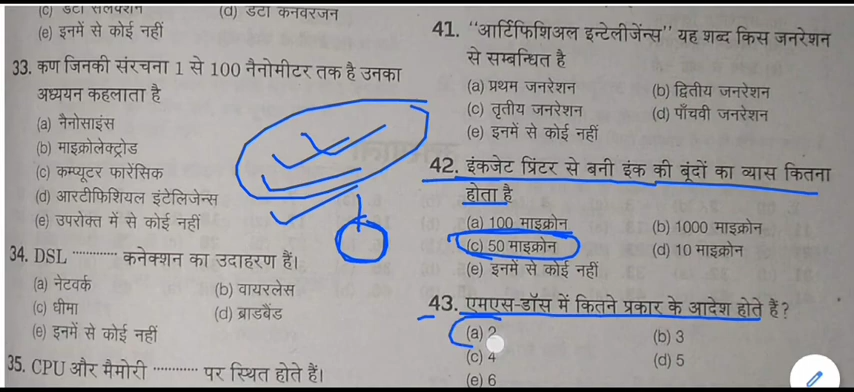 (c) डेटा सलेक्शन
(d) डेटा कनवरजन
(e) इनमें से कोई नहीं
33. कण जिनकी संरचना 1 से 100 नैनोमीटर तक है उनका
अध्ययन कहलाता है
(a) नैनोसाइंस
(b) माइक्रोलेक्ट्रोड
(c) कम्प्यूटर फारेंसिक
(d) आरटीफिशियल इंटेलिजेन्स
(e) उपरोक्त में से कोई नहीं
34. DSL ............ कनेक्शन का उदाहरण हैं।
(a) नेटवर्क
(b) वायरलेस
(c) धीमा
(d) ब्राडबैंड
(e) इनमें से कोई नहीं
35. CPU और मैमोरी ............ पर स्थित होते हैं।
41. “आर्टिफिशिअल इन्टेलीजेंन्स” यह शब्द किस जनरेशन
से सम्बन्धित है
(a) प्रथम जनरेशन
(b) द्वितीय जनरेशन
(c) तृतीय जनरेशन
(d) पाँचवी जनरेशन
(e) इनमें से कोई नहीं
42. इंकजेट प्रिंटर से बनी इंक की बूंदों का व्यास कितना
होता है
(a) 100 माइक्रोन
(b) 1000 माइक्रोन
(c) 50 माइक्रोन
(d) 10 माइक्रोन
(e) इनमें से कोई नहीं
43. एमएस-डॉस में कितने प्रकार के आदेश होते हैं?
(a) 2
(b) 3
(c) 4
(d) 5
(e) 6